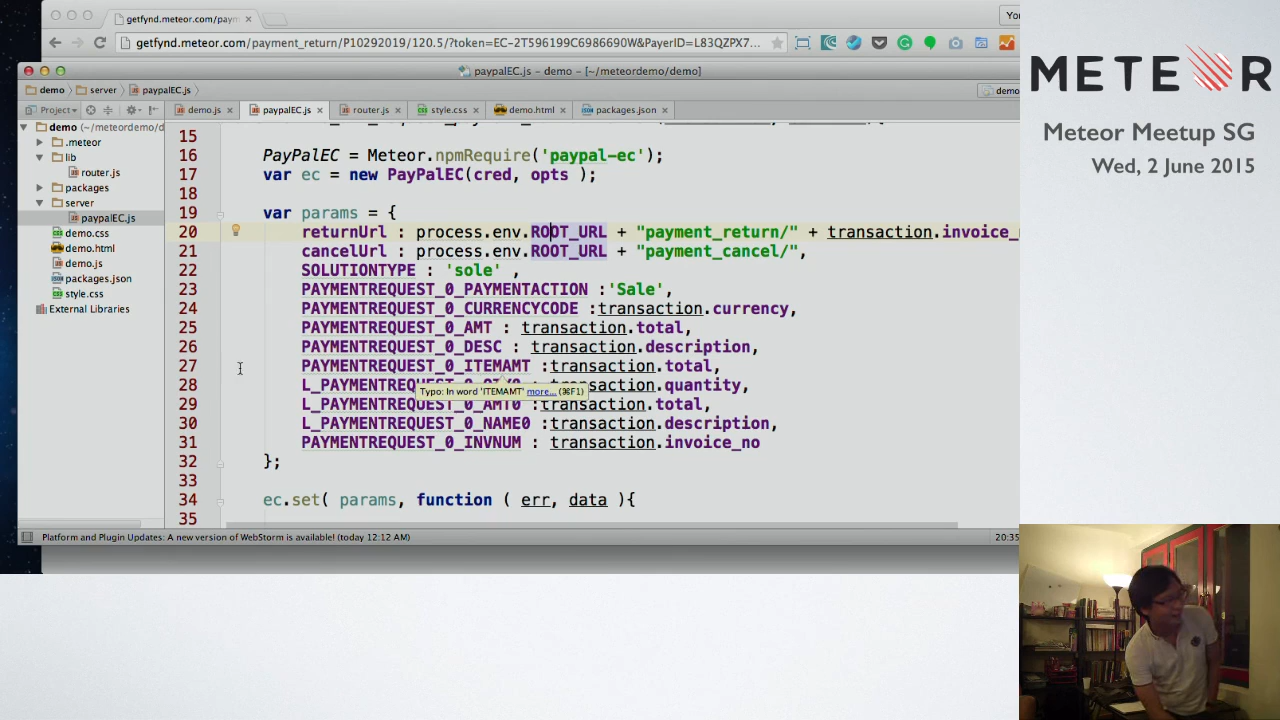 getfynd.meteor.com/paym
You
getfynd.meteor.com/payment_return/P10292019/120.5/?token=EC-2T596199C6986690W&PayerID=L83QZPX7...
paypalEC.js - demo - [~/meteordemo/demo]
demo server paypalEC.js demo
Project demo.js paypalEC.js router.js style.css demo.html packages.json
demo (~/meteordemo/d
.meteor
lib
router.js
packages
server
paypalEC.js
demo.css
demo.html
demo.js
packages.json
style.css
External Libraries
15
16 PayPalEC = Meteor.npmRequire('paypal-ec');
17 var ec = new PayPalEC(cred, opts );
18
19 var params = {
20 returnUrl : process.env.ROOT_URL + "payment_return/" + transaction.invoice_
21 cancelUrl : process.env.ROOT_URL + "payment_cancel/",
22 SOLUTIONTYPE : 'sole' ,
23 PAYMENTREQUEST_0_PAYMENTACTION :'Sale',
24 PAYMENTREQUEST_0_CURRENCYCODE :transaction.currency,
25 PAYMENTREQUEST_0_AMT : transaction.total,
26 PAYMENTREQUEST_0_DESC : transaction.description,
27 PAYMENTREQUEST_0_ITEMAMT :transaction.total,
28 L_PAYMENTREQUEST_0_QTY0 :transaction.quantity,
Typo: In word 'ITEMAMT' more... (⌘F1)
29 L_PAYMENTREQUEST_0_AMT0 :transaction.total,
30 L_PAYMENTREQUEST_0_NAME0 :transaction.description,
31 PAYMENTREQUEST_0_INVNUM : transaction.invoice_no
32 };
33
34 ec.set( params, function ( err, data ){
35
Platform and Plugin Updates: A new version of WebStorm is available! (today 12:12 AM) 20:35
METEOR
Meteor Meetup SG
Wed, 2 June 2015